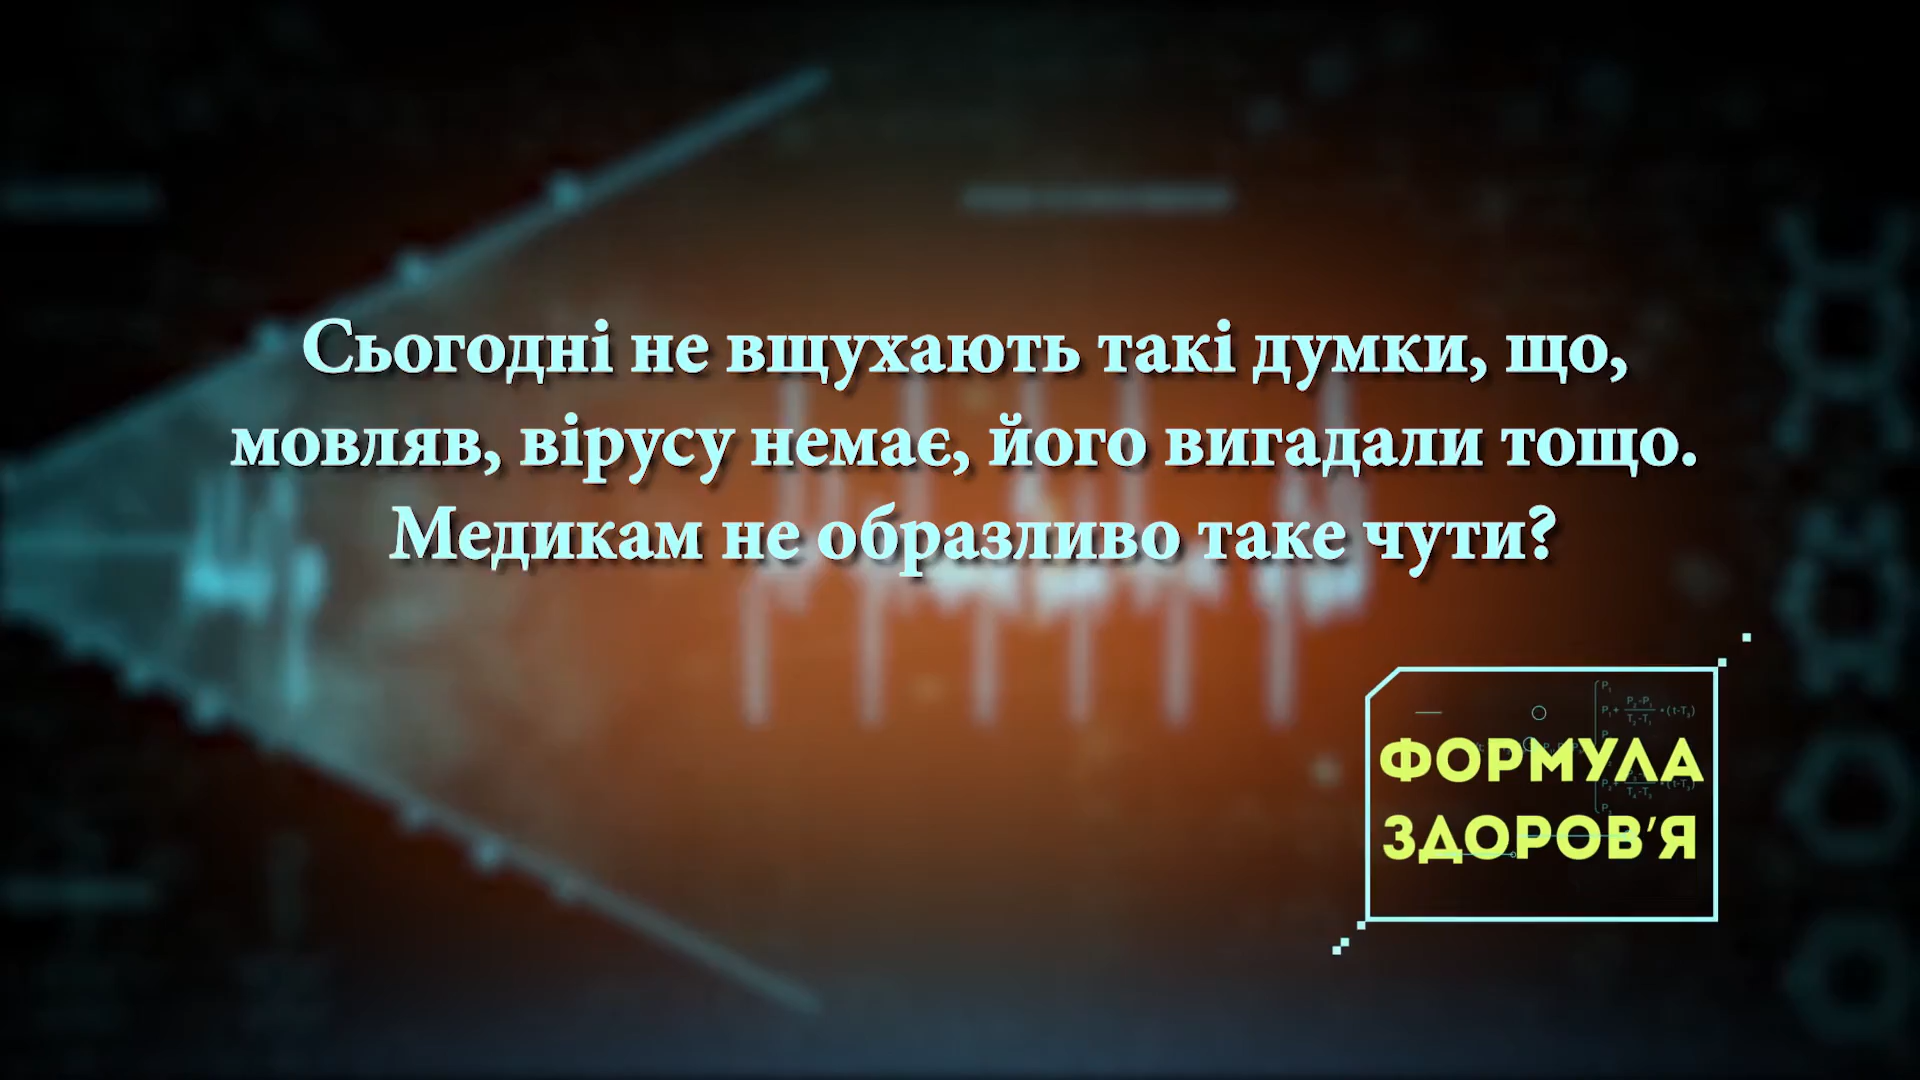 Сьогодні не вщухають такі думки, що,
мовляв, вірусу немає, його вигадали тощо.
Медикам не образливо таке чути?
ФОРМУЛА
ЗДОРОВ'Я